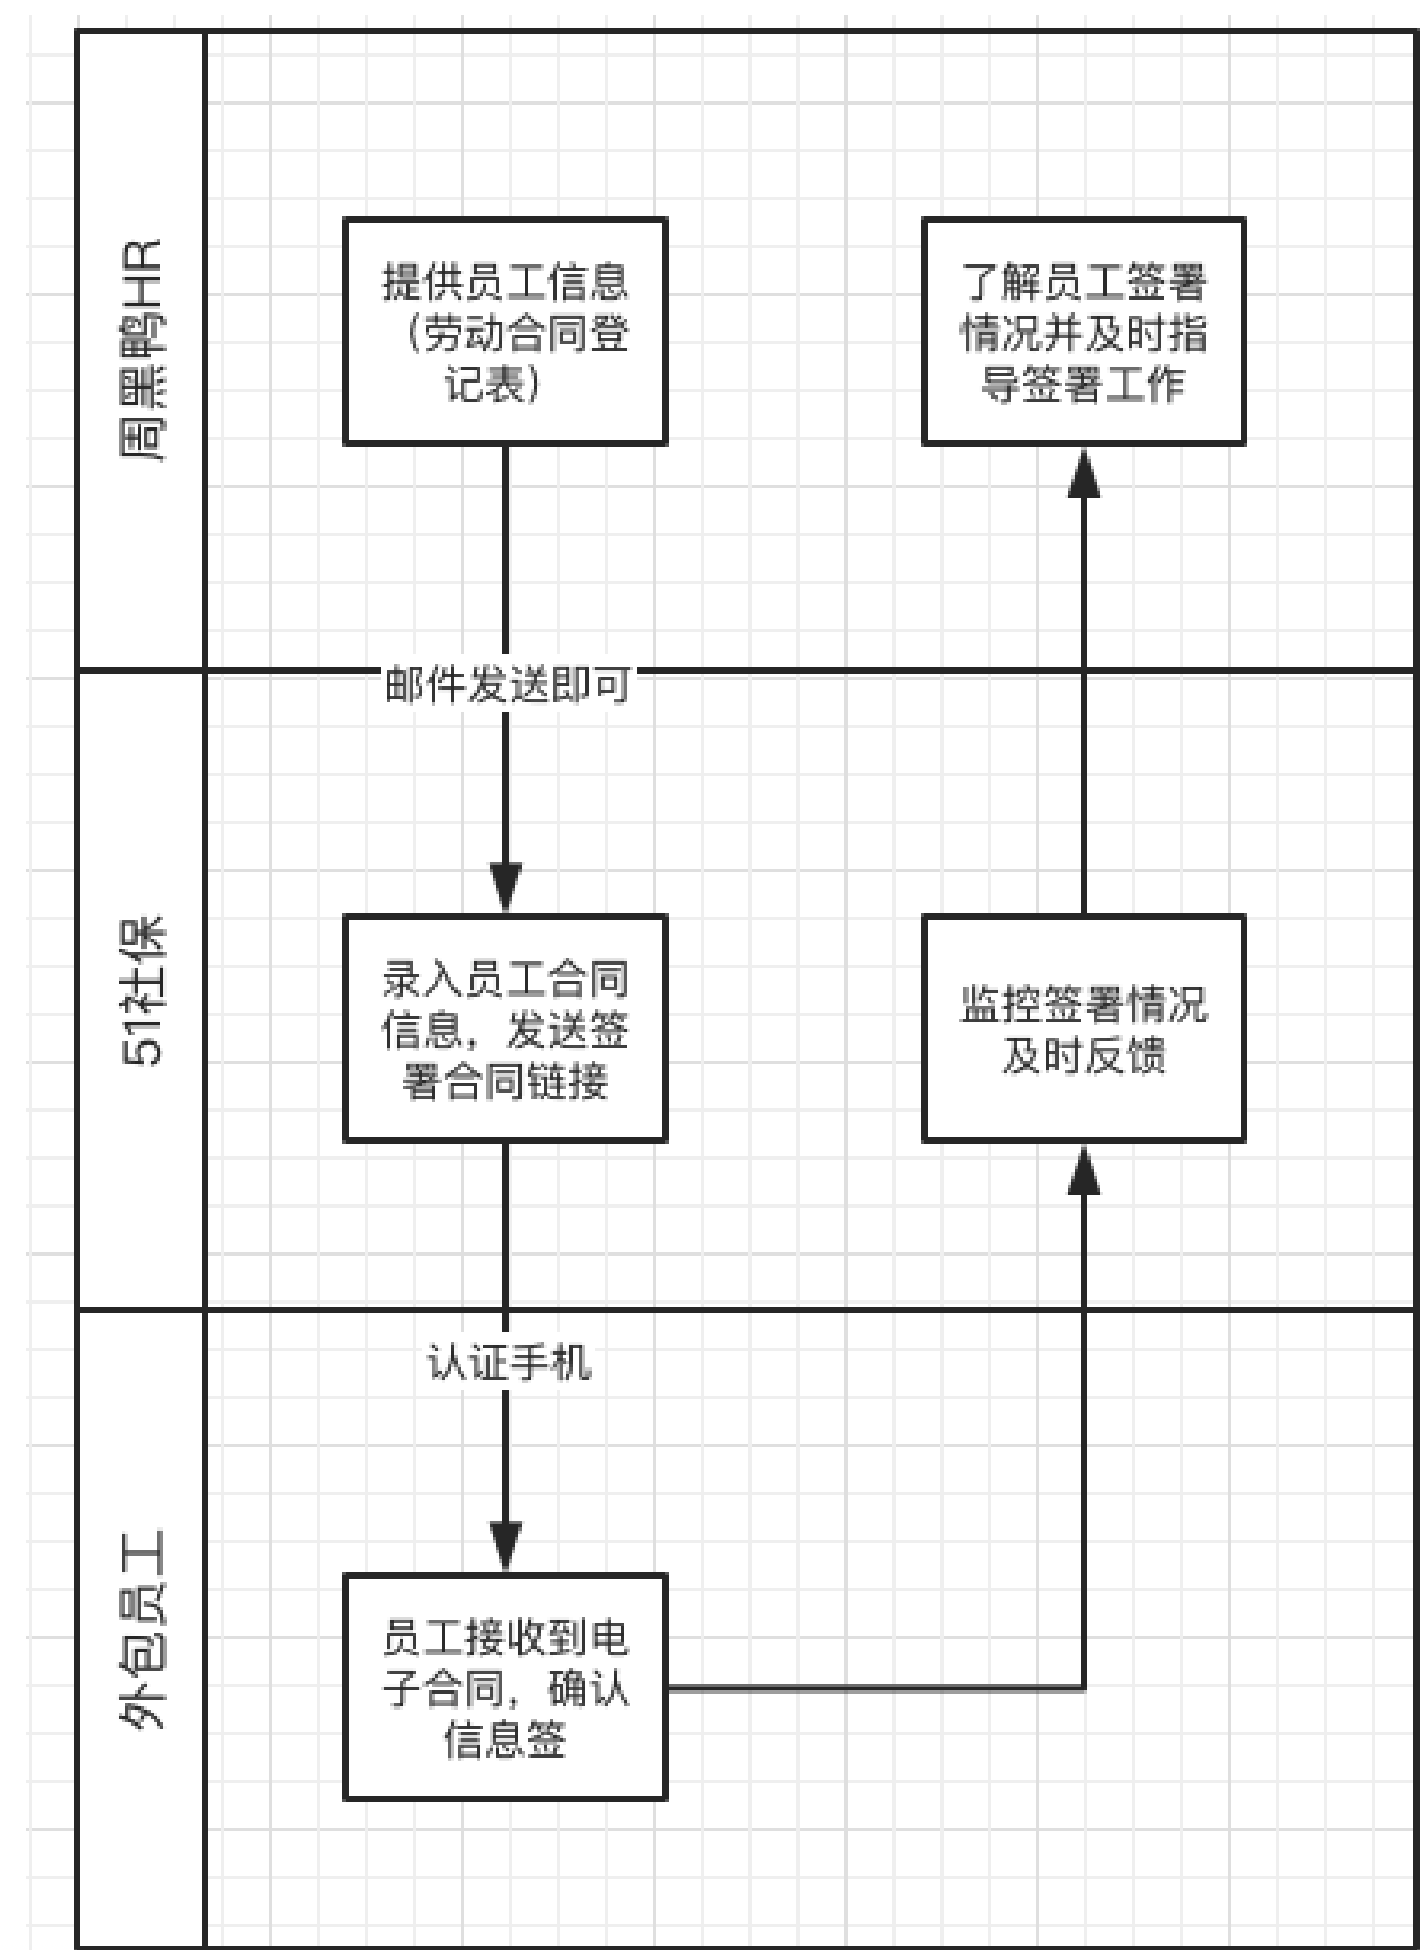 周黑鸭HR
提供员工信息
（劳动合同登
记表）
了解员工签署
情况并及时指
导签署工作
邮件发送即可
51社保
录入员工合同
信息，发送签
署合同链接
监控签署情况
及时反馈
认证手机
外包员工
员工接收到电
子合同，确认
信息签